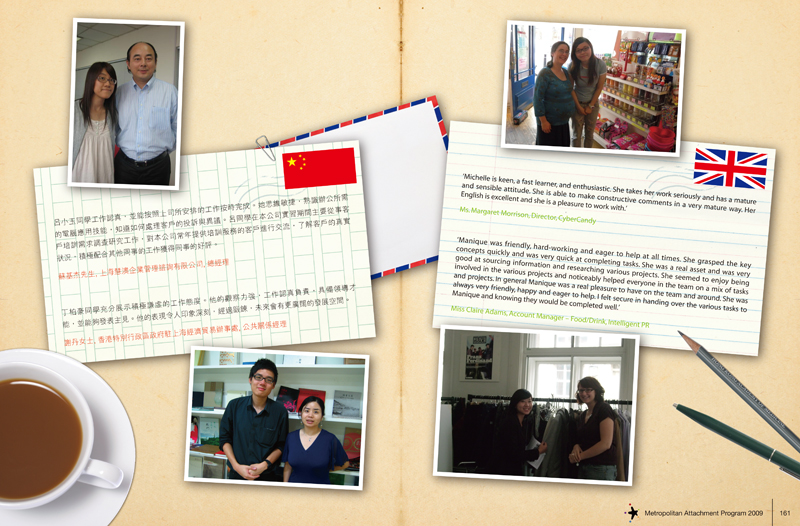 呂小玉同學工作認真，並能按照上司所安排的工作按時完成。她思維敏捷，熟識辦公所需
的電腦應用技能，知道如何處理客戶的投訴與異議。呂同學在本公司實習期間主要從事客
戶培訓需求調查研究工作，對本公司常年提供培訓服務的客戶進行交流，了解客戶的真實
狀況。積極配合其他同事的工作獲得同事的好評。
蘇基杰先生，上海慧濤企業管理諮詢有限公司，總經理
丁柏豪同學充分展示積極謙虛的工作態度。他的觀察力強，工作認真負責，具備領導才
能，並能夠發表主見。他的表現令人印象深刻，經過鍛鍊，未來會有更廣闊的發展空間。
謝丹女士，香港特別行政區政府駐上海經濟貿易辦事處，公共關係經理
‘Michelle is keen, a fast learner, and enthusiastic. She takes her work seriously and has a mature
and sensible attitude. She is able to make constructive comments in a very mature way. Her
English is excellent and she is a pleasure to work with.’
Ms. Margaret Morrison, Director, CyberCandy
‘Manique was friendly, hard-working and eager to help at all times. She grasped the key
concepts quickly and was very quick at completing tasks. She was a real asset and was very
good at sourcing information and researching various projects. She seemed to enjoy being
involved in the various projects and noticeably helped everyone in the team on a mix of tasks
and projects; in general Manique was a real pleasure to have on the team and around. She was
always very friendly, happy and eager to help. I felt secure in handing over the various tasks to
Manique and knowing they would be completed well.’
Miss Claire Adams, Account Manager – Food/Drink, Intelligent PR
Metropolitan Attachment Program 2009 161